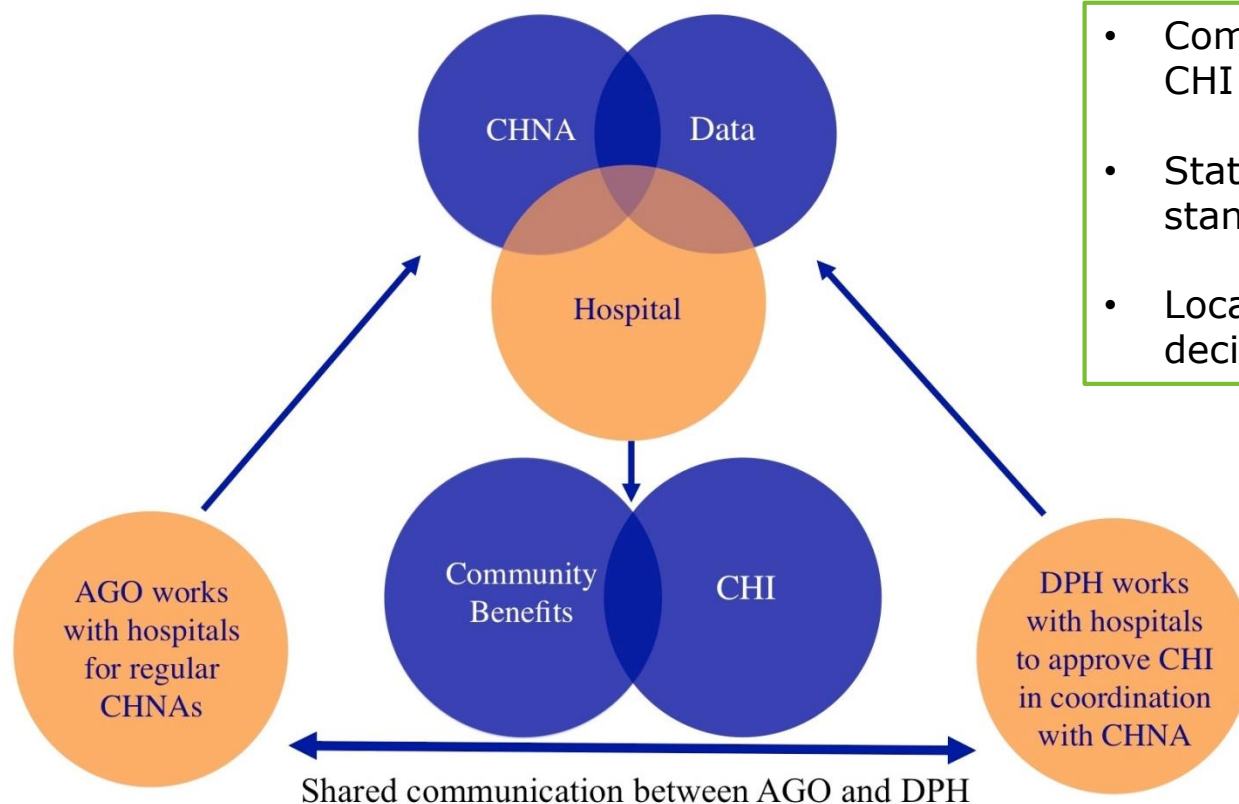 CHNA
Data
Hospital
Community
Benefits
CHI
AGO works
with hospitals
for regular
CHNAs
DPH works
with hospitals
to approve CHI
in coordination
with CHNA
Shared communication between AGO and DPH
•
CHI
•
•